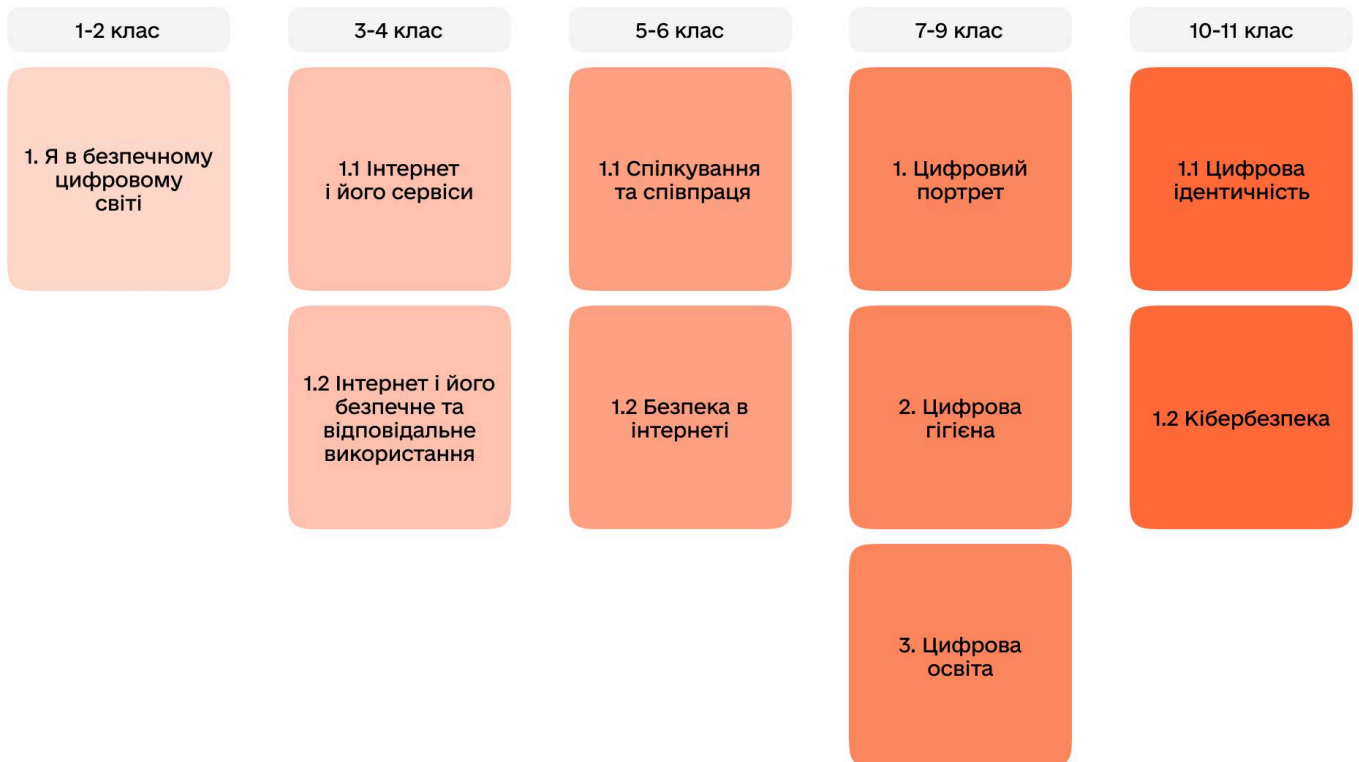 1-2 клас
3-4 клас
5-6 клас
7-9 клас
10-11 клас
1. Я в безпечному
цифровому
світі
1.1 Інтернет
і його сервіси
1.1 Спілкування
та співпраця
1. Цифровий
портрет
1.1 Цифрова
ідентичність
1.2 Інтернет і його
безпечне та
відповідальне
використання
1.2 Безпека в
інтернеті
2. Цифрова
гігієна
1.2 Кібербезпека
3. Цифрова
освіта